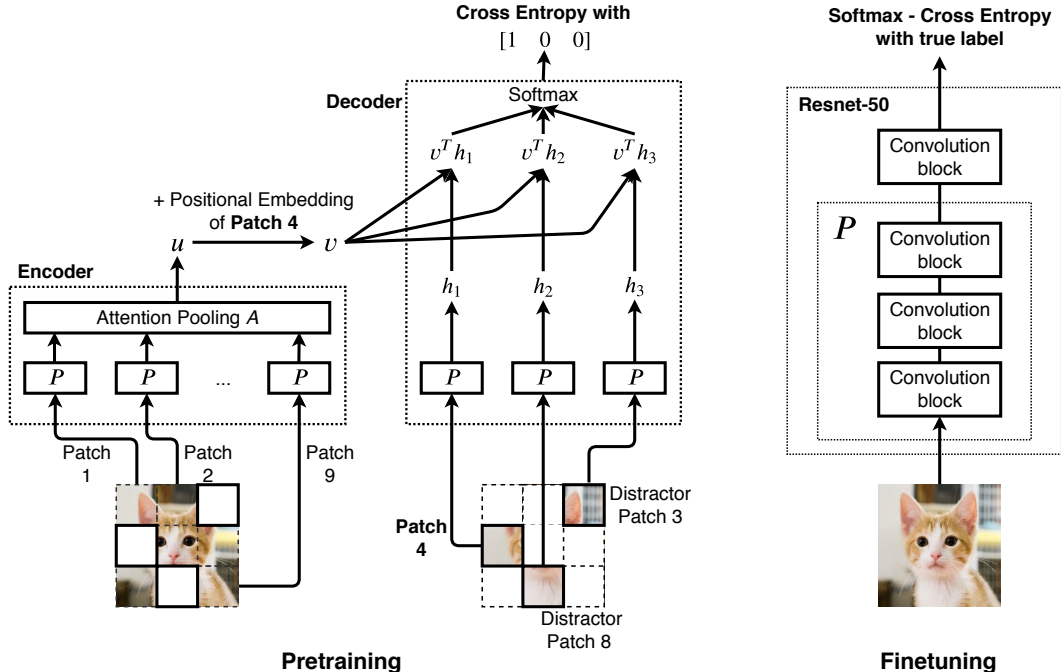 Cross Entropy with
[1 0 0]
Decoder
Softmax
v^T h_1
v^T h_2
v^T h_3
+ Positional Embedding
of Patch 4
u
v
Encoder
Attention Pooling A
P
P
...
P
h_1
h_2
h_3
P
P
P
Patch
1
Patch
2
Patch
9
Patch
4
Distractor
Patch 3
Distractor
Patch 8
Pretraining
Softmax - Cross Entropy
with true label
Resnet-50
Convolution
block
P
Convolution
block
Convolution
block
Convolution
block
Finetuning